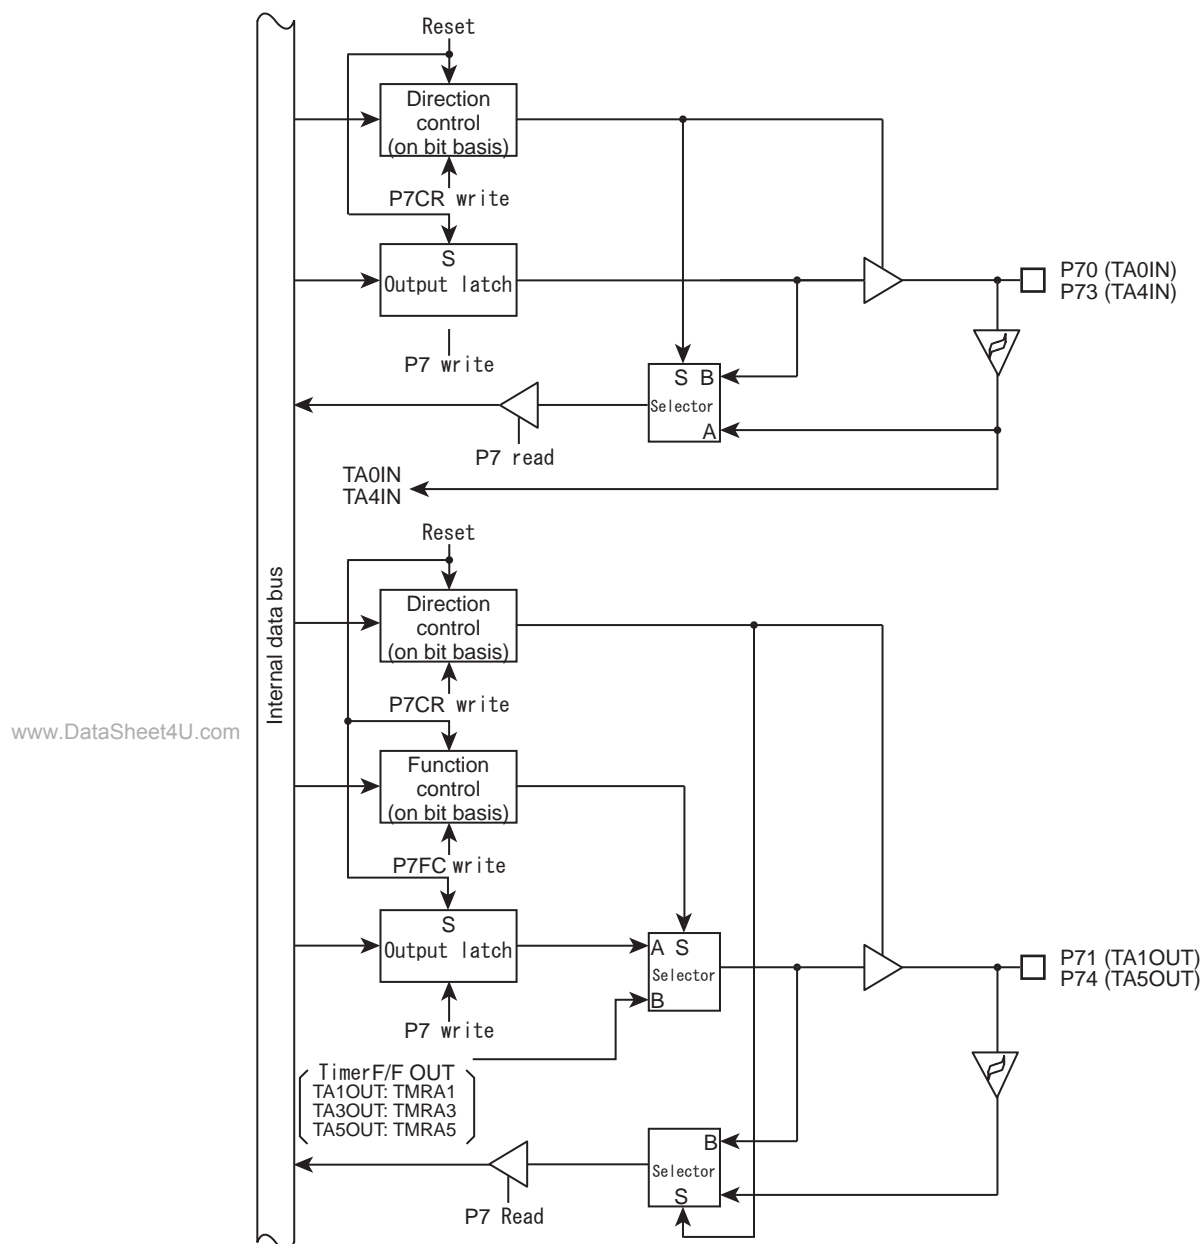 Reset
Direction
control
(on bit basis)
P7CR write
S
Output latch
P7 write
P70 (TA0IN)
P73 (TA4IN)
S B
Selector
A
P7 read
TA0IN
TA4IN
Reset
Direction
control
(on bit basis)
P7CR write
Internal data bus
www.DataSheet4U.com
Function
control
(on bit basis)
P7FC write
S
Output latch
A S
Selector
B
P71 (TA1OUT)
P74 (TA5OUT)
P7 write
TimerF/F OUT
TA1OUT: TMRA1
TA3OUT: TMRA3
TA5OUT: TMRA5
B
Selector
S
P7 Read